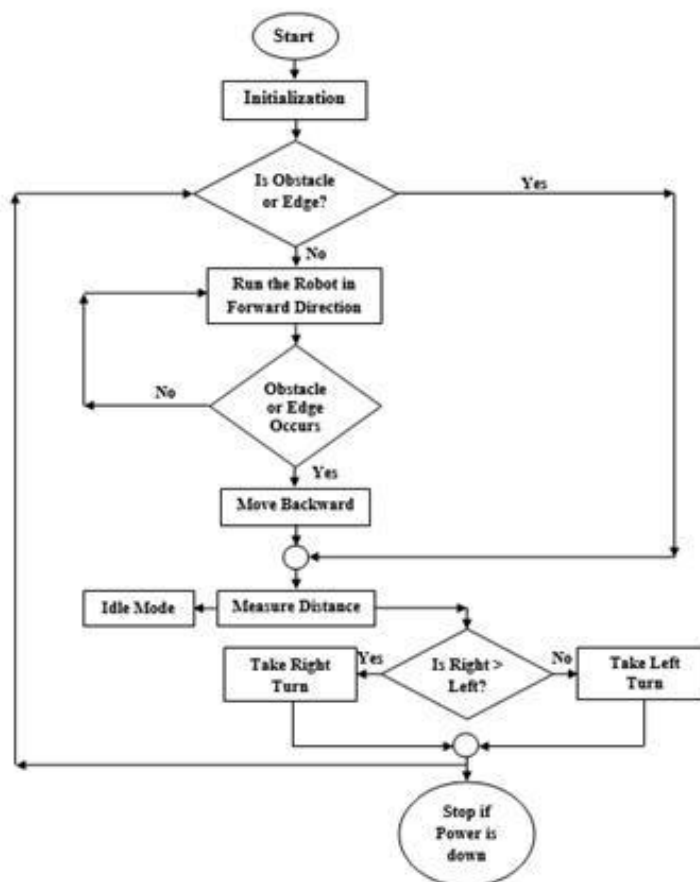 Start
Initialization
Is Obstacle
or Edge?
Yes
No
Run the Robot in
Forward Direction
No
Obstacle
or Edge
Occurs
Yes
Move Backward
Idle Mode
Measure Distance
Take Right
Turn
Yes
Is Right >
Left?
No
Take Left
Turn
Stop if
Power is
down